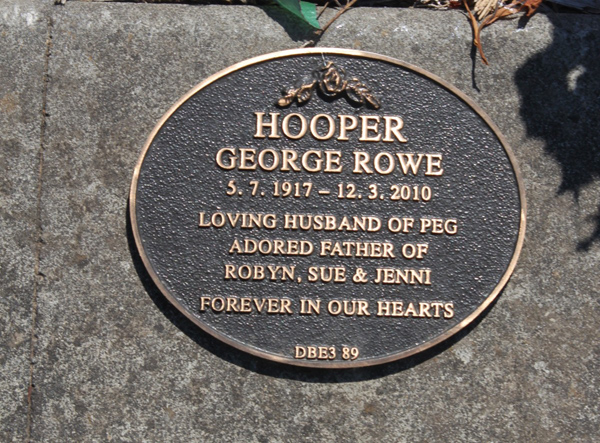 HOOPER
GEORGE ROWE
5. 7. 1917 – 12. 3. 2010
LOVING HUSBAND OF PEG
ADORED FATHER OF
ROBYN, SUE & JENNI
FOREVER IN OUR HEARTS
DBE3 89